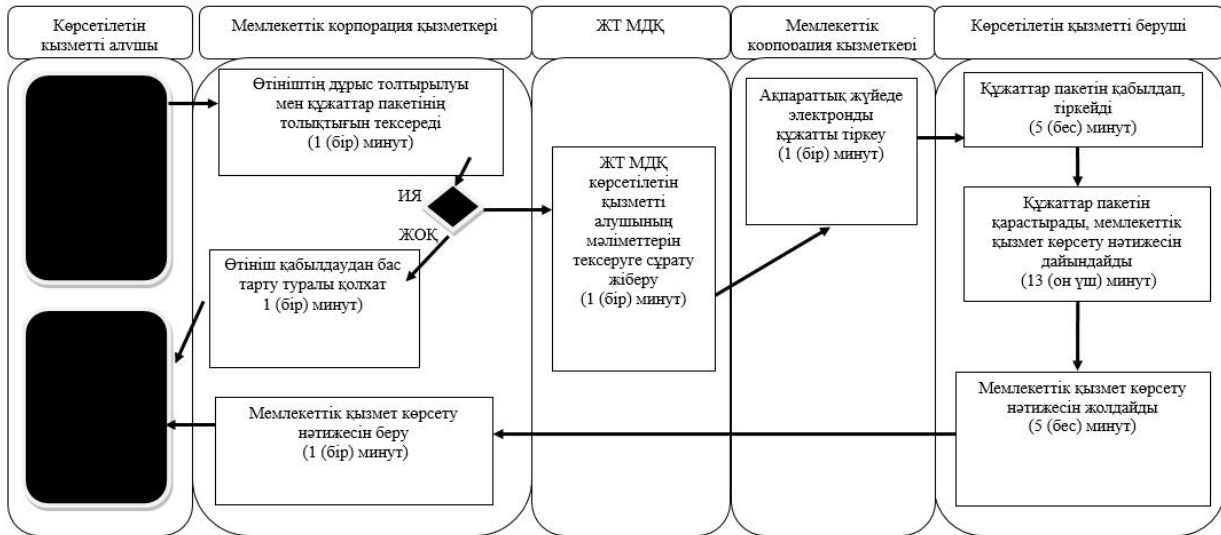 Көрсетілетін
қызметті алушы
Мемлекеттік корпорация қызметкері
ЖТ МДҚ
Мемлекеттік
корпорация қызметкері
Көрсетілетін қызметті беруші
Өтініштің дұрыс толтырылуы
мен құжаттар пакетінің
толықтығын тексереді
(1 (бір) минут)
ИЯ
ЖОҚ
Өтініш қабылдаудан бас
тарту туралы қолхат
1 (бір) минут)
Мемлекеттік қызмет көрсету
нәтижесін беру
(1 (бір) минут)
ЖТ МДҚ
көрсетілетін
қызметті
алушының
мәліметтерін
тексеруге сұрату
жіберу
(1 (бір) минут)
Ақпараттық жүйеде
электронды
құжатты тіркеу
(1 (бір) минут)
Құжаттар пакетін қабылдап,
тіркейді
(5 (бес) минут)
Құжаттар пакетін
қарастырады, мемлекеттік
қызмет көрсету нәтижесін
дайындайды
(13 (он үш) минут)
Мемлекеттік қызмет көрсету
нәтижесін жолдайды
(5 (бес) минут)